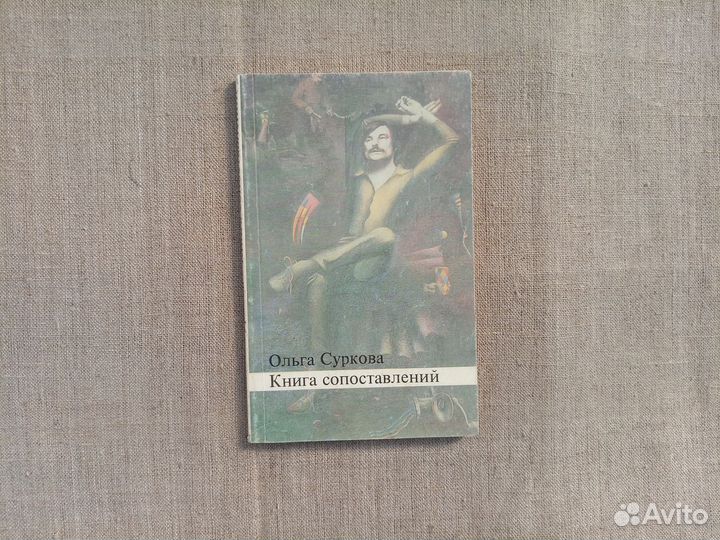 Ольга Суркова
Книга сопоставлений
Avito